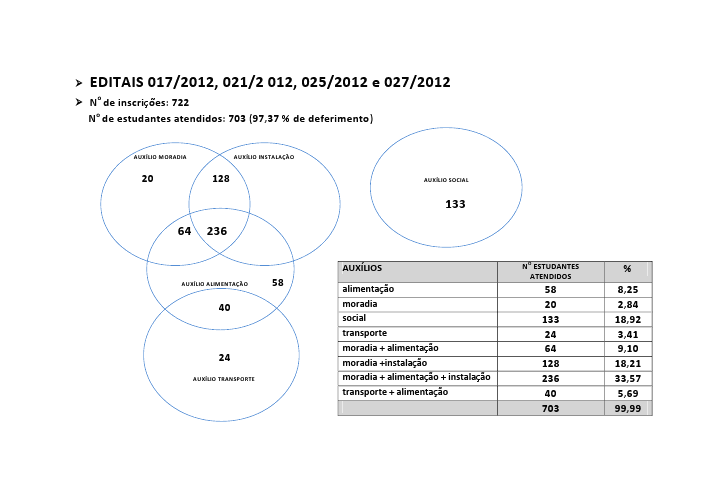 ➢ EDITAIS 017/2012, 021/2 012, 025/2012 e 027/2012
➢ Nº de inscrições: 722
Nº de estudantes atendidos: 703 (97,37 % de deferimento)
AUXÍLIO MORADIA
AUXÍLIO INSTALAÇÃO
20
128
64
236
AUXÍLIO ALIMENTAÇÃO
58
40
24
AUXÍLIO TRANSPORTE
AUXÍLIO SOCIAL
133
AUXÍLIOS Nº ESTUDANTES ATENDIDOS %
alimentação 58 8,25
moradia 20 2,84
social 133 18,92
transporte 24 3,41
moradia + alimentação 64 9,10
moradia +instalação 128 18,21
moradia + alimentação + instalação 236 33,57
transporte + alimentação 40 5,69
703 99,99